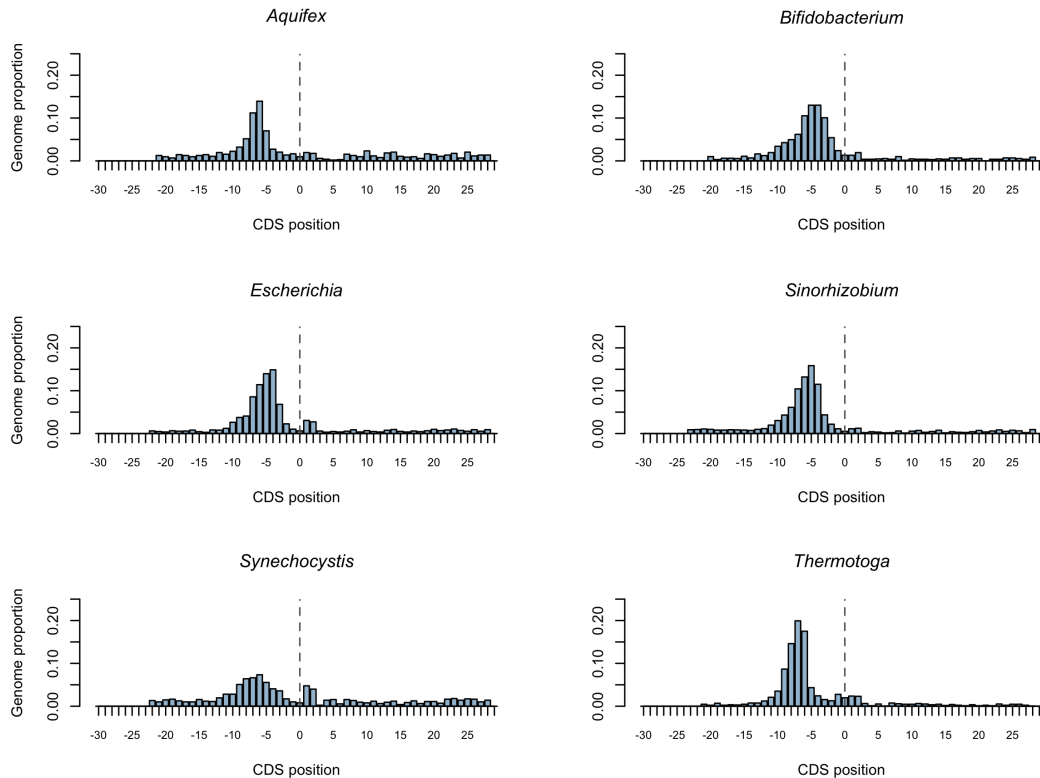 Aquifex
Genome proportion
0.00 0.10 0.20
-30 -25 -20 -15 -10 -5 0 5 10 15 20 25
CDS position
Bifidobacterium
0.00 0.10 0.20
-30 -25 -20 -15 -10 -5 0 5 10 15 20 25
CDS position
Escherichia
Genome proportion
0.00 0.10 0.20
-30 -25 -20 -15 -10 -5 0 5 10 15 20 25
CDS position
Sinorhizobium
0.00 0.10 0.20
-30 -25 -20 -15 -10 -5 0 5 10 15 20 25
CDS position
Synechocystis
Genome proportion
0.00 0.10 0.20
-30 -25 -20 -15 -10 -5 0 5 10 15 20 25
CDS position
Thermotoga
0.00 0.10 0.20
-30 -25 -20 -15 -10 -5 0 5 10 15 20 25
CDS position